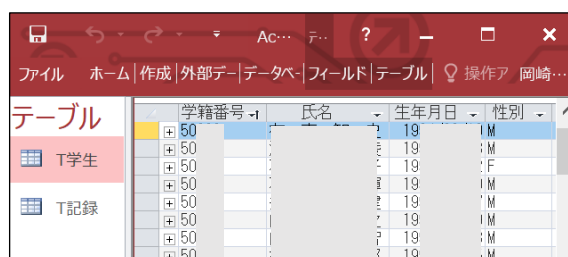 Ac… テ… ?
ファイル ホーム 作成 外部デー データベー フィールド テーブル 操作ア 岡崎…
テーブル
学籍番号 氏名 生年月日 性別
T学生
T記録
50 19 M
50 19 M
50 19 F
50 19 M
50 19 M
50 19 M
50 19 M
50 19 M